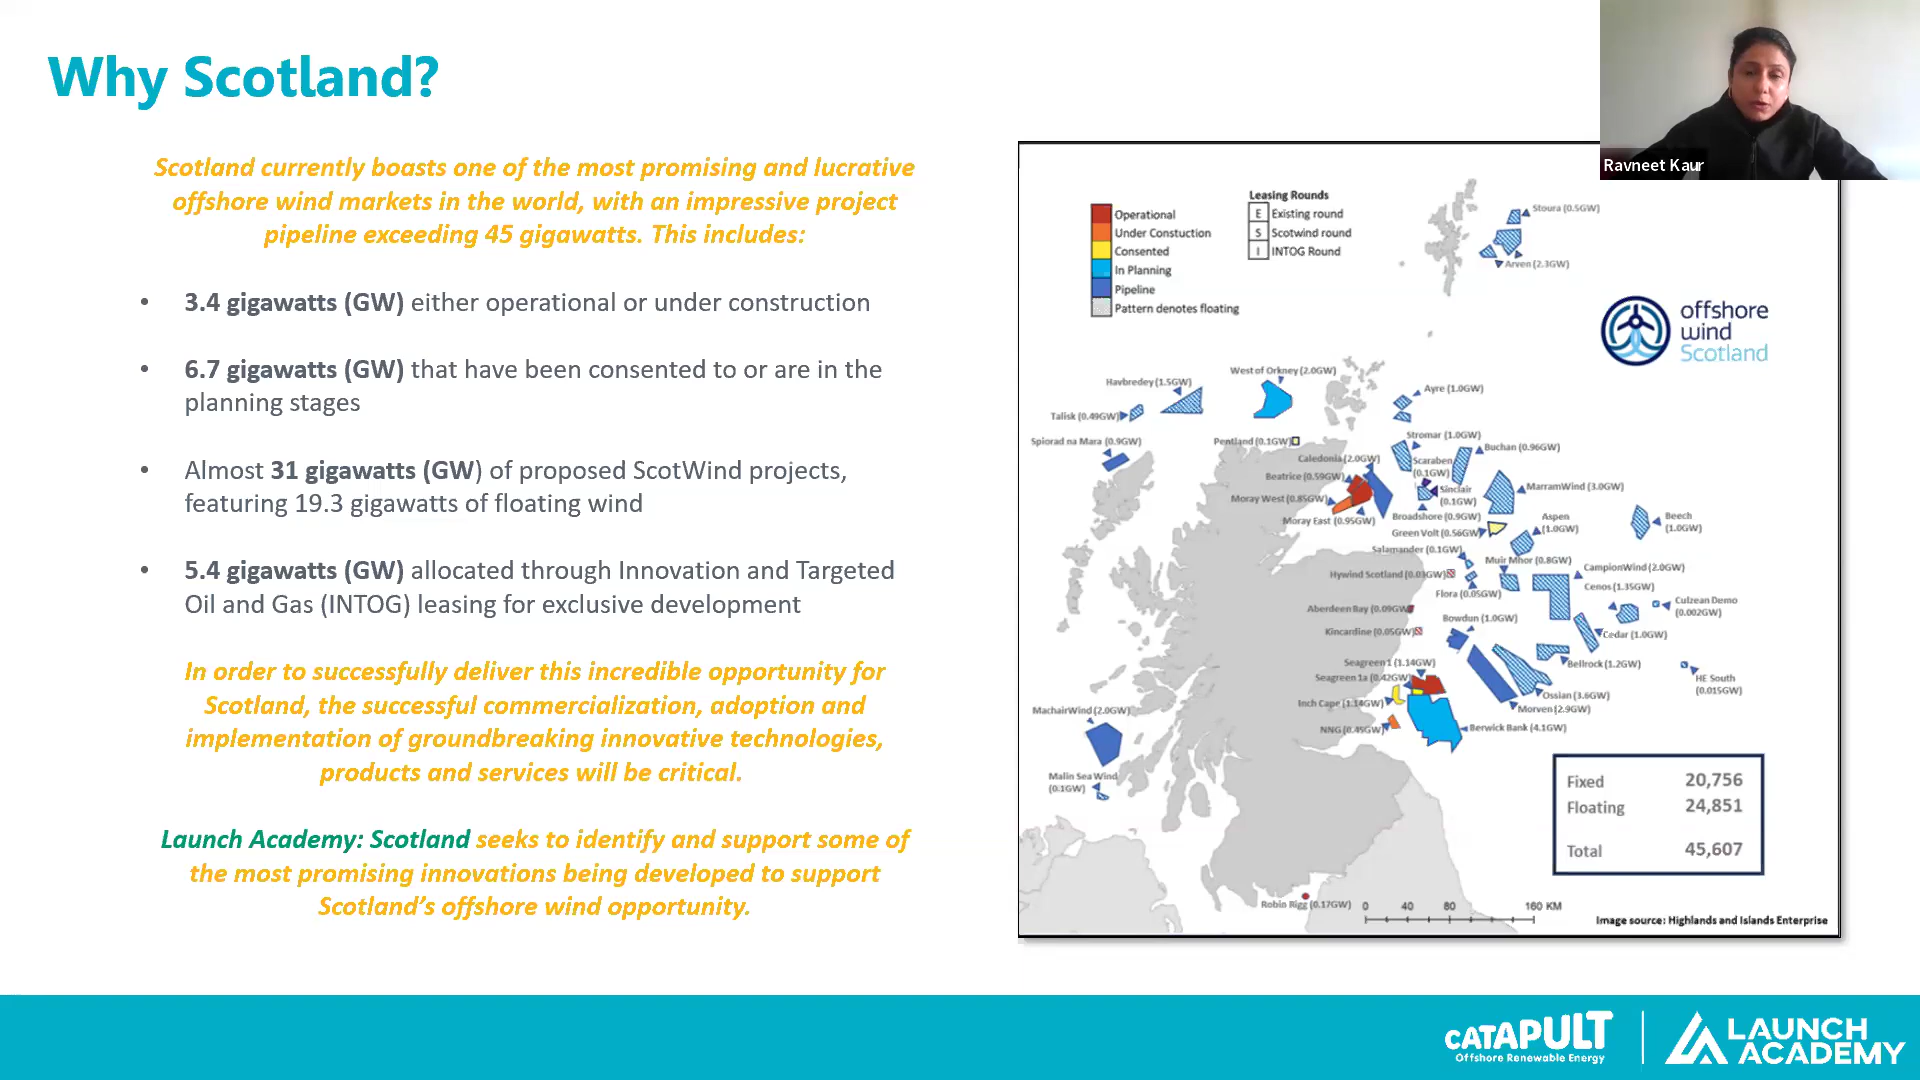 Why Scotland?
Scotland currently boasts one of the most promising and lucrative
offshore wind markets in the world, with an impressive project
pipeline exceeding 45 gigawatts. This includes:
• 3.4 gigawatts (GW) either operational or under construction
• 6.7 gigawatts (GW) that have been consented to or are in the
planning stages
• Almost 31 gigawatts (GW) of proposed ScotWind projects,
featuring 19.3 gigawatts of floating wind
• 5.4 gigawatts (GW) allocated through Innovation and Targeted
Oil and Gas (INTOG) leasing for exclusive development
In order to successfully deliver this incredible opportunity for
Scotland, the successful commercialization, adoption and
implementation of groundbreaking innovative technologies,
products and services will be critical.
Launch Academy: Scotland seeks to identify and support some of
the most promising innovations being developed to support
Scotland's offshore wind opportunity.
Ravneet Kaur
Operational
Under Constuction
Consented
In Planning
Pipeline
Pattern denotes floating
Leasing Rounds
E Existing round
S Scotwind round
I INTOG Round
Stoura (0.5GW)
Arven (2.3GW)
offshore
wind
Scotland
West of Orkney (2.0GW)
Havbredey (1.5GW)
Ayre (1.0GW)
Talisk (0.49GW)
Spiorad na Mara (0.9GW)
Pentland (0.1GW)
Stromar (1.0GW)
Buchan (0.96GW)
Caledonia (2.0GW)
Scaraben
(0.1GW)
Beatrice (0.59GW)
Sinclair
(0.1GW)
MarramWind (3.0GW)
Moray West (0.85GW)
Moray East (0.95GW)
Broadshore (0.9GW)
Aspen
(1.0GW)
Beech
(1.0GW)
Green Volt (0.56GW)
Salamander (0.1GW)
Muir Mhor (0.8GW)
CampionWind (2.0GW)
Hywind Scotland (0.03GW)
Flora (0.05GW)
Cenos (1.35GW)
Culzean Demo
(0.002GW)
Aberdeen Bay (0.09GW)
Bowdun (1.0GW)
Kincardine (0.05GW)
Cedar (1.0GW)
Seagreen 1 (1.14GW)
Bellrock (1.2GW)
Seagreen 1a (0.42GW)
HE South
(0.015GW)
Ossian (3.6GW)
Inch Cape (1.14GW)
Morven (2.9GW)
MachairWind (2.0GW)
NNG (0.45GW)
Berwick Bank (4.1GW)
Malin Sea Wind
(0.1GW)
Fixed 20,756
Floating 24,851
Total 45,607
Robin Rigg (0.17GW)
0 40 80 160 KM
Image source: Highlands and Islands Enterprise
CATAPULT
Offshore Renewable Energy
LAUNCH
ACADEMY